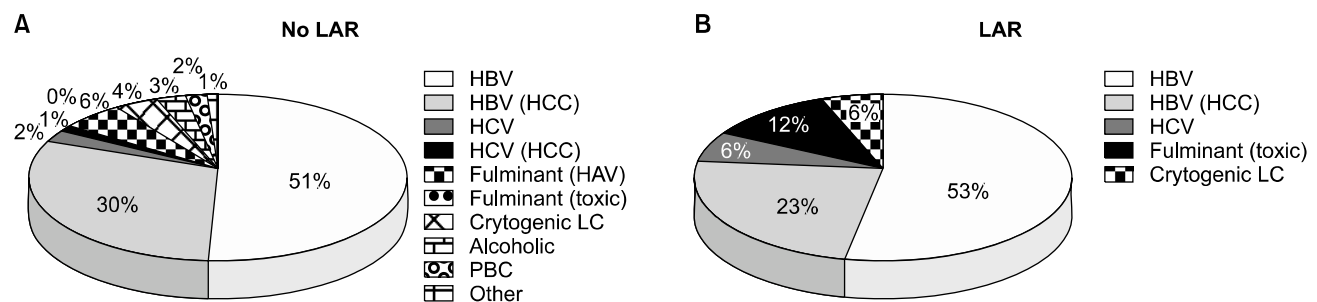 A
No LAR
2%
1%
0%
6%
4%
3%
2%
1%
30%
51%
HBV
HBV (HCC)
HCV
HCV (HCC)
Fulminant (HAV)
Fulminant (toxic)
Crytogenic LC
Alcoholic
PBC
Other
B
LAR
6%
12%
6%
23%
53%
HBV
HBV (HCC)
HCV
Fulminant (toxic)
Crytogenic LC